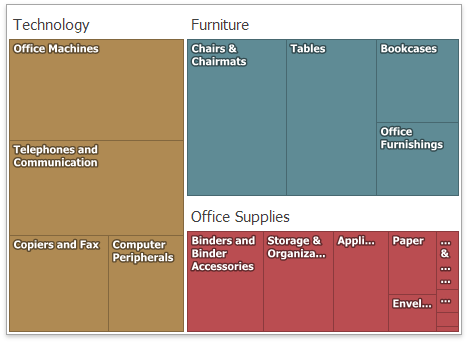 Technology
Office Machines
Telephones and
Communication
Copiers and Fax
Computer
Peripherals
Furniture
Chairs &
Chairmats
Tables
Bookcases
Office
Furnishings
Office Supplies
Binders and
Binder
Accessories
Storage &
Organiza...
Appli...
Paper
Envel...
...
&
...
...
...